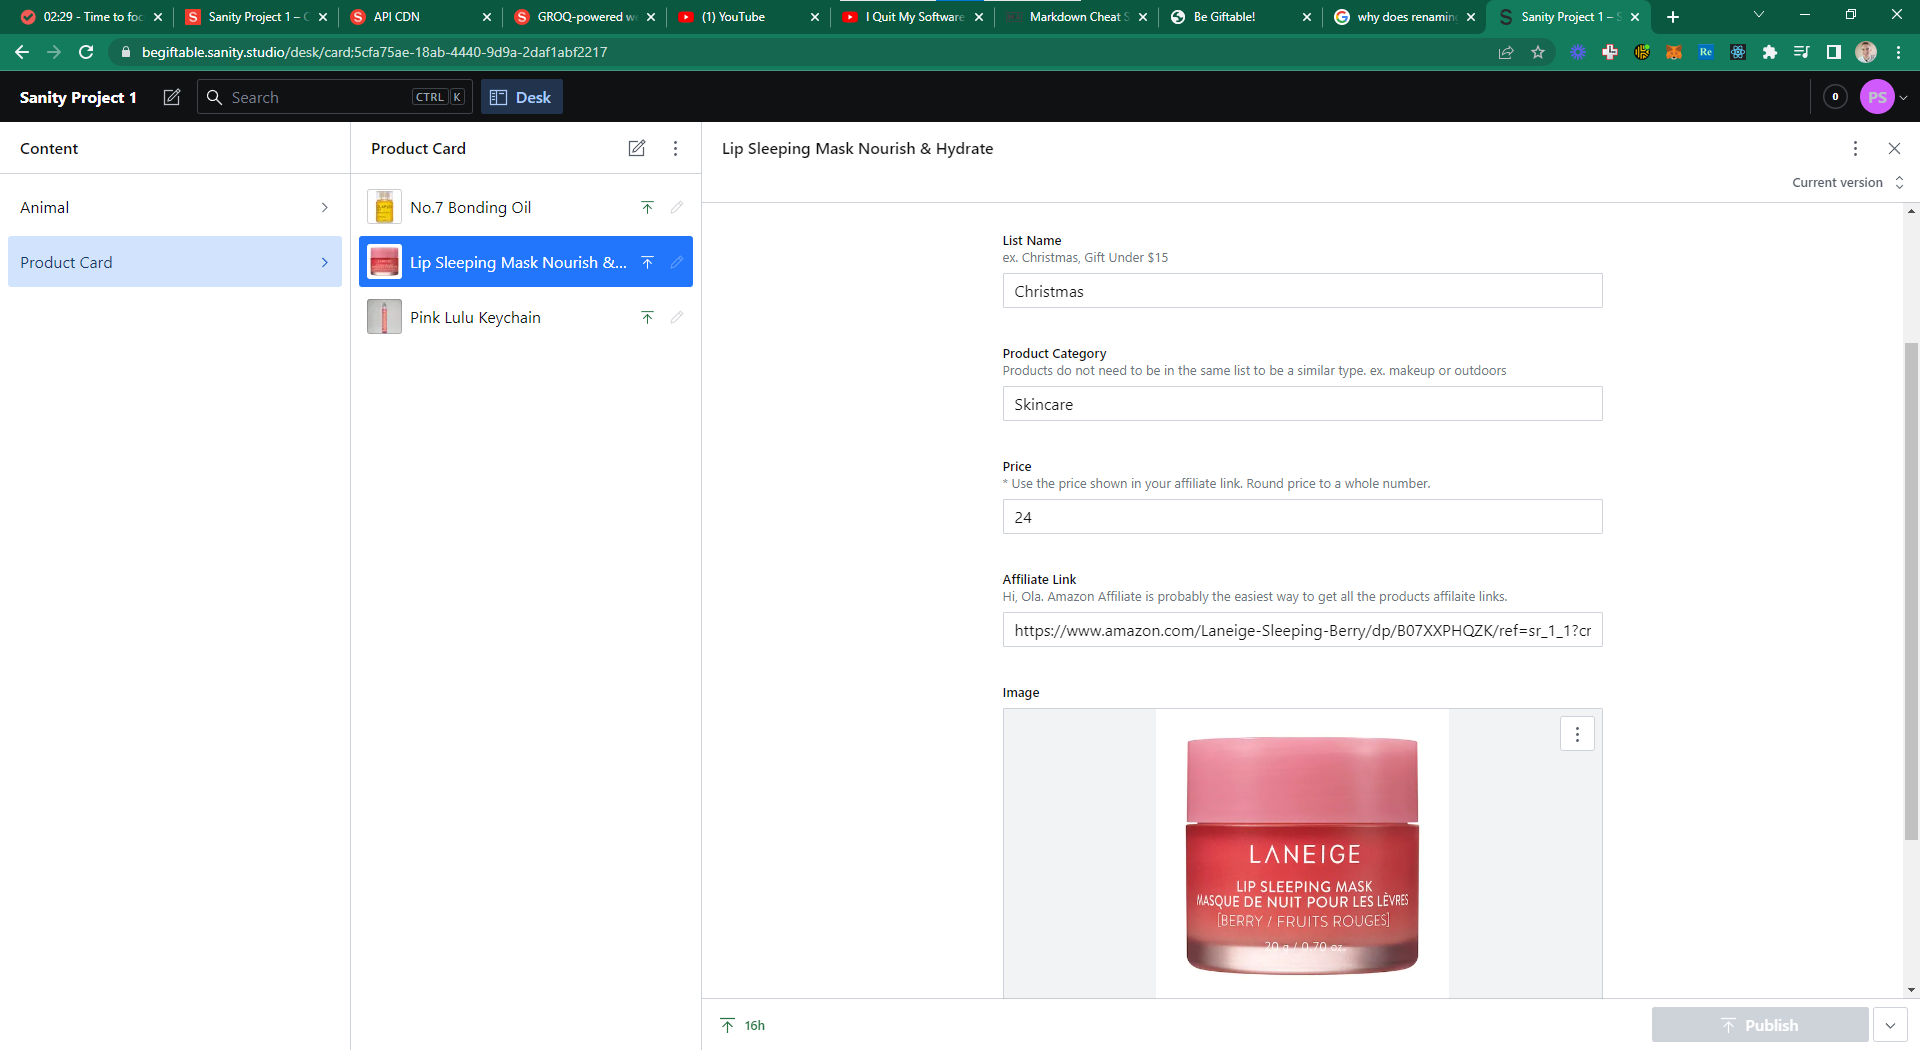 02:29 - Time to foc
Sanity Project 1 – C
API CDN
GROQ-powered w
(1) YouTube
I Quit My Software
Markdown Cheat S
Be Giftable!
why does renamin
Sanity Project 1 – S
begiftable.sanity.studio/desk/card;5cfa75ae-18ab-4440-9d9a-2daf1abf2217
Re
Sanity Project 1
Search
CTRL K
Desk
0
PS
Content
Product Card
Lip Sleeping Mask Nourish & Hydrate
Current version
Animal
Product Card
No.7 Bonding Oil
Lip Sleeping Mask Nourish &...
Pink Lulu Keychain
List Name
ex. Christmas, Gift Under $15
Christmas
Product Category
Products do not need to be in the same list to be a similar type. ex. makeup or outdoors
Skincare
Price
* Use the price shown in your affiliate link. Round price to a whole number.
24
Affiliate Link
Hi, Ola. Amazon Affiliate is probably the easiest way to get all the products affilaite links.
https://www.amazon.com/Laneige-Sleeping-Berry/dp/B07XXPHQZK/ref=sr_1_1?cr
Image
LANEIGE
LIP SLEEPING MASK
MASQUE DE NUIT POUR LES LÈVRES
[BERRY / FRUITS ROUGES]
20 g / 0.70 oz.
16h
Publish